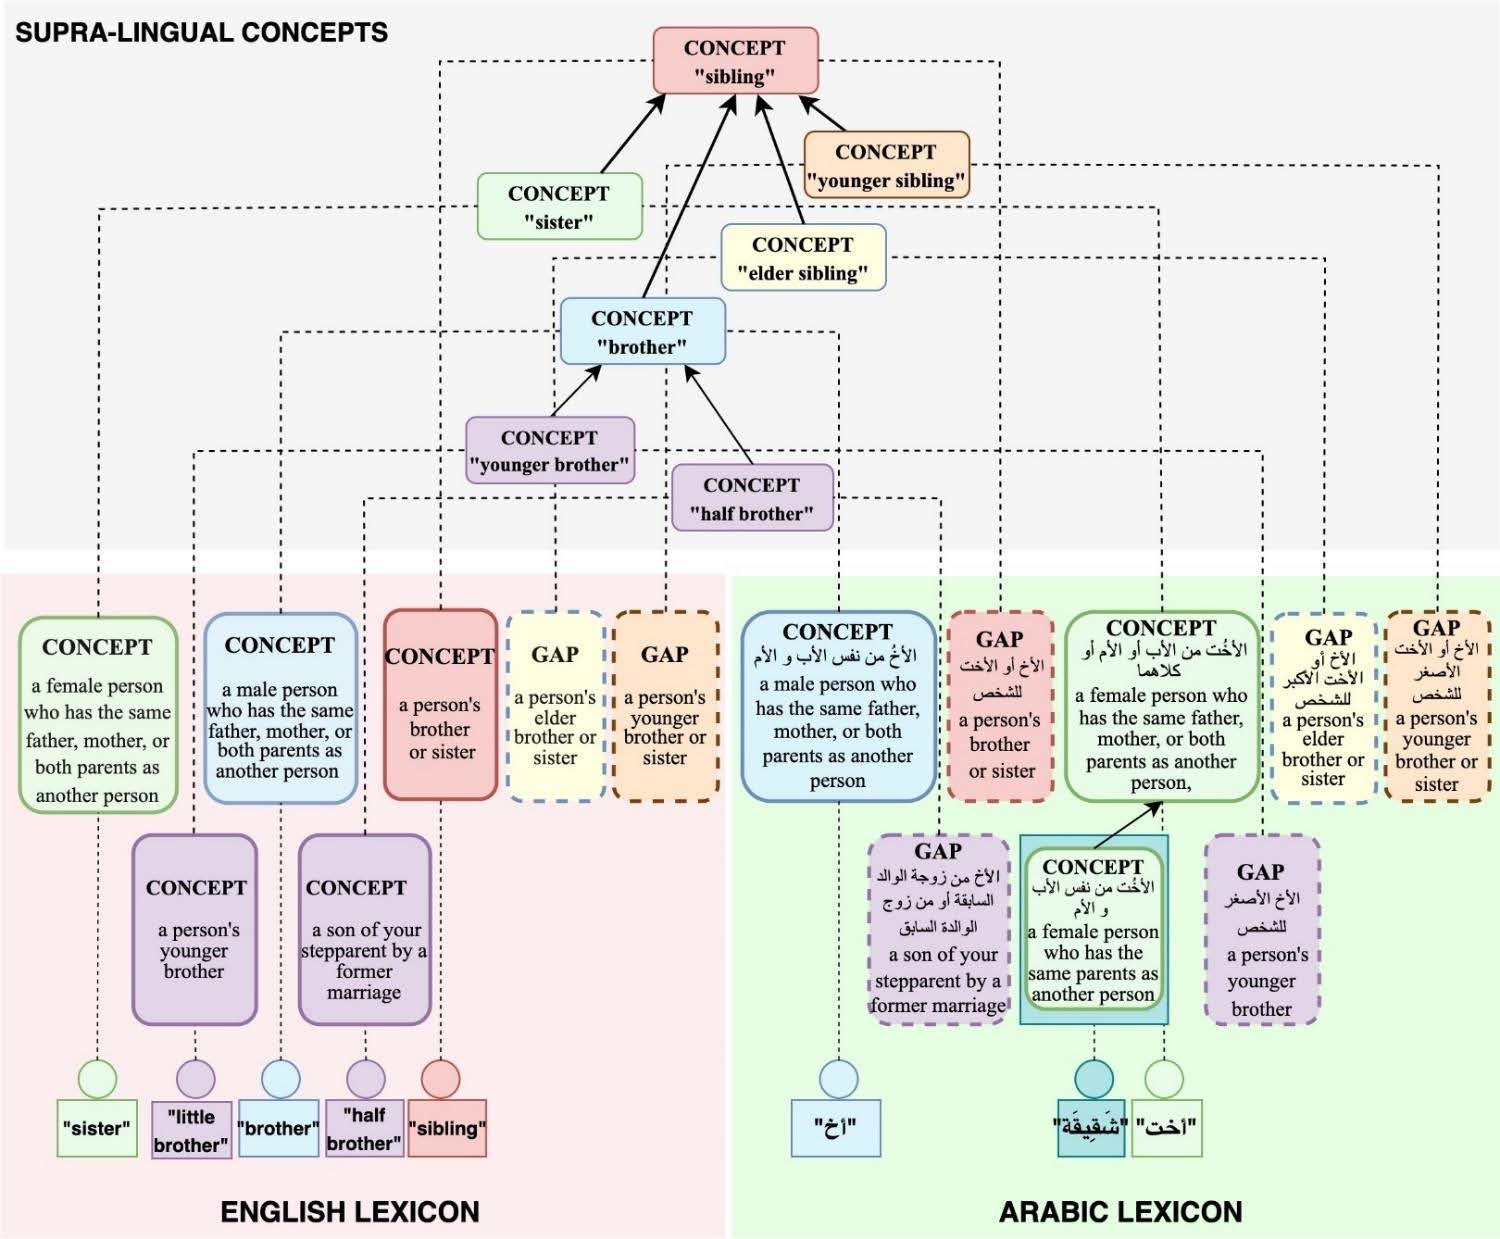 SUPRA-LINGUAL CONCEPTS
CONCEPT
"sibling"
CONCEPT
"younger sibling"
CONCEPT
"sister"
CONCEPT
"elder sibling"
CONCEPT
"brother"
CONCEPT
"younger brother"
CONCEPT
"half brother"
CONCEPT
a female person
who has the same
father, mother, or
both parents as
another person
CONCEPT
a male person
who has the same
father, mother, or
both parents as
another person
CONCEPT
a person's
brother
or sister
GAP
a person's
elder
brother or
sister
GAP
a person's
younger
brother or
sister
CONCEPT
a person's
younger
brother
CONCEPT
a son of your
stepparent by a
former
marriage
"sister"
"little
brother"
"brother"
"half
brother"
"sibling"
ENGLISH LEXICON
CONCEPT
الأخُ من نفس الأب و الأم
a male person who
has the same father,
mother, or both
parents as another
person
GAP
الأخ أو الأخت
للشخص
a person's
brother
or sister
CONCEPT
الأخُت من الأب أو الأم أو
كلاهما
a female person who
has the same father,
mother, or both
parents as another
person,
GAP
الأخ أو
الأخت الأكبر
للشخص
a person's
elder
brother or
sister
GAP
الأخ أو الأخت
الأصغر
للشخص
a person's
younger
brother or
sister
GAP
الأخ من زوجة الوالد
السابقة أو من زوج
الوالدة السابق
a son of your
stepparent by a
former marriage
CONCEPT
الأخُت من نفس الأب
و الأم
a female person
who has the
same parents as
another person
GAP
الأخ الأصغر
للشخص
a person's
younger
brother
"أخ"
"شَقِيقَة"
"أخت"
ARABIC LEXICON